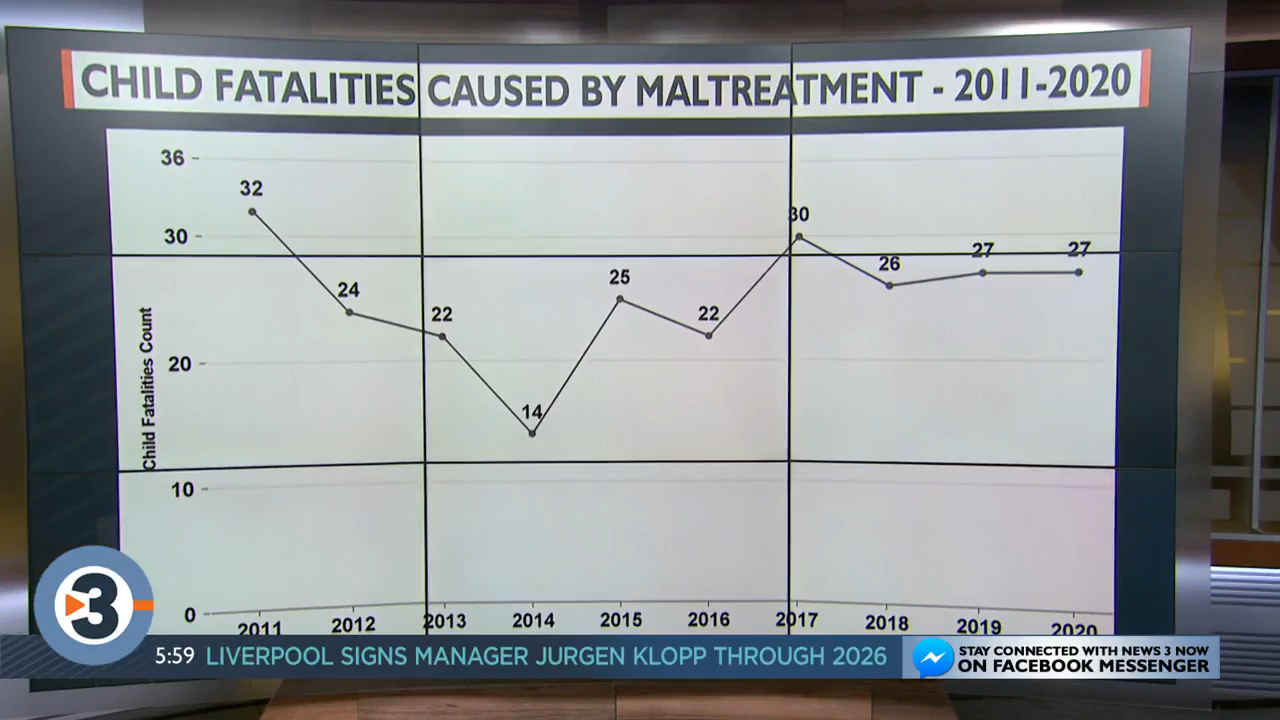 CHILD FATALITIES CAUSED BY MALTREATMENT - 2011-2020
36
32
30
30
24
22
14
25
22
26
27
27
Child Fatalities Count
20
10
0
2011 2012 2013 2014 2015 2016 2017 2018 2019 2020
3
5:59 LIVERPOOL SIGNS MANAGER JURGEN KLOPP THROUGH 2026
STAY CONNECTED WITH NEWS 3 NOW
ON FACEBOOK MESSENGER